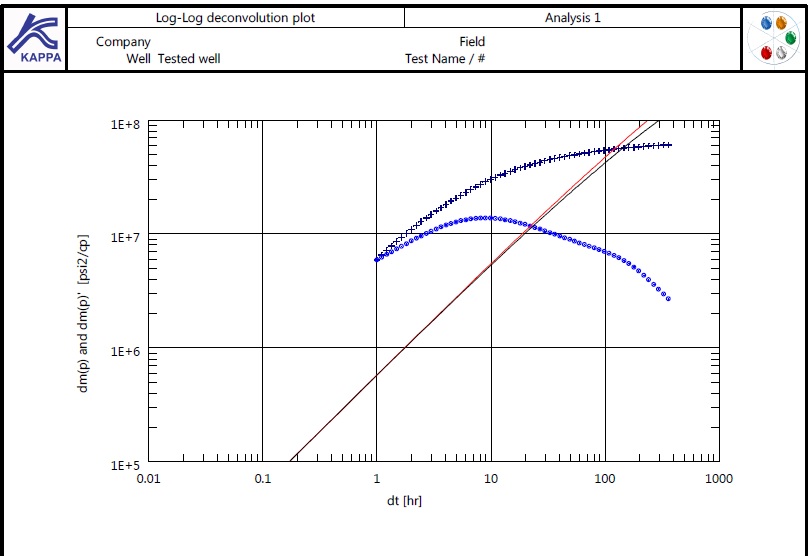 Log-Log deconvolution plot
Analysis 1
KAPPA
Company
Field
Well Tested well
Test Name / #
1E+8
1E+7
1E+6
1E+5
dm(p) and dm(p)' [psi2/cp]
0.01 0.1 1 10 100 1000
dt [hr]